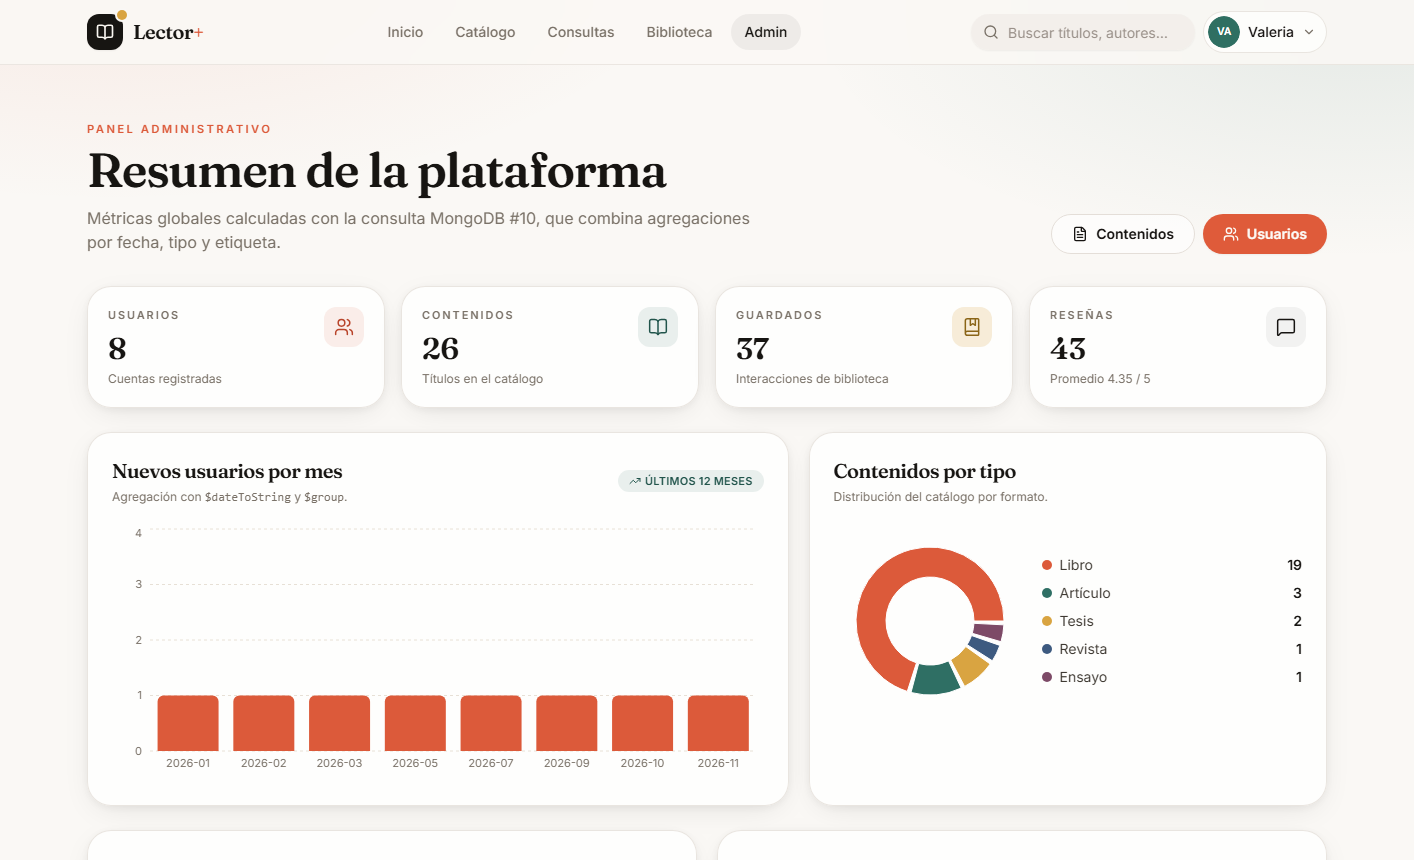 Lector+
Inicio
Catálogo
Consultas
Biblioteca
Admin
Buscar títulos, autores...
VA
Valeria
PANEL ADMINISTRATIVO
Resumen de la plataforma
Métricas globales calculadas con la consulta MongoDB #10, que combina agregaciones
por fecha, tipo y etiqueta.
Contenidos
Usuarios
USUARIOS
8
Cuentas registradas
CONTENIDOS
26
Títulos en el catálogo
GUARDADOS
37
Interacciones de biblioteca
RESEÑAS
43
Promedio 4.35 / 5
Nuevos usuarios por mes
Agregación con $dateToString y $group.
ÚLTIMOS 12 MESES
4
3
2
1
0
2026-01
2026-02
2026-03
2026-05
2026-07
2026-09
2026-10
2026-11
Contenidos por tipo
Distribución del catálogo por formato.
Libro 19
Artículo 3
Tesis 2
Revista 1
Ensayo 1